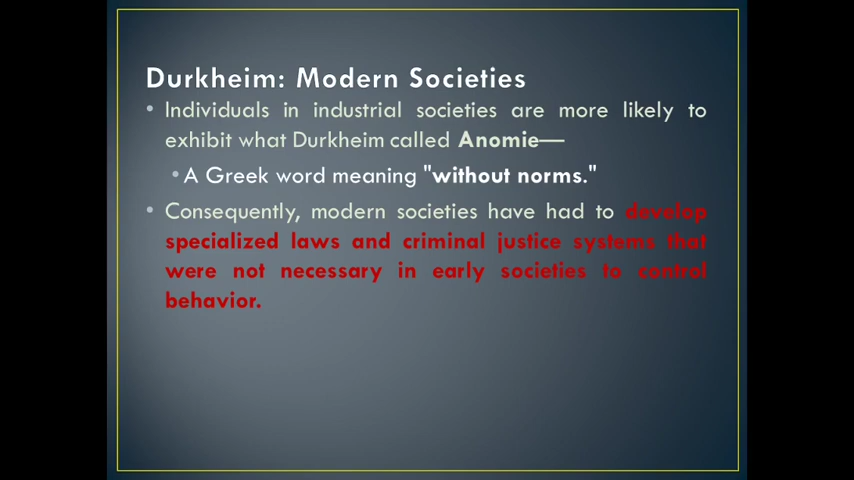 Durkheim: Modern Societies
• Individuals in industrial societies are more likely to
exhibit what Durkheim called Anomie—
• A Greek word meaning "without norms."
• Consequently, modern societies have had to develop
specialized laws and criminal justice systems that
were not necessary in early societies to control
behavior.